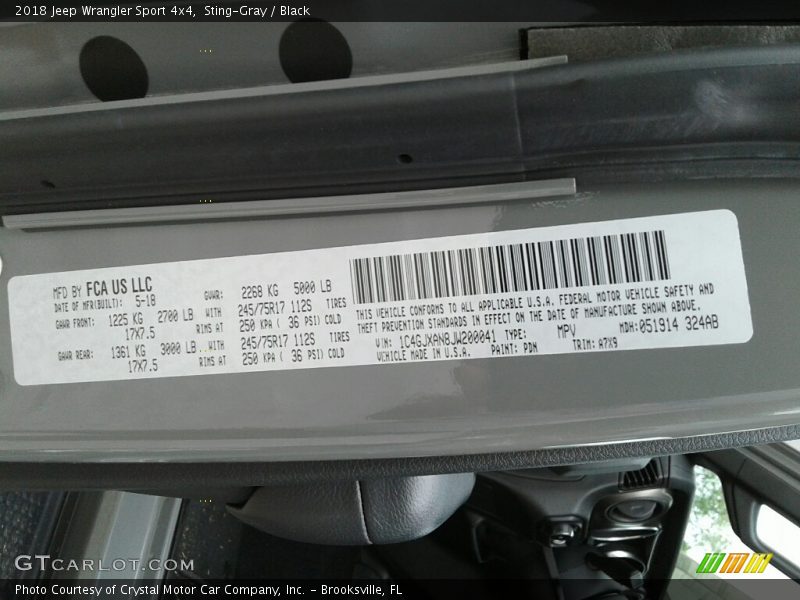 2018 Jeep Wrangler Sport 4x4, Sting-Gray / Black
MFD BY FCA US LLC
DATE OF MFR(BUILT): 5-18 GVWR: 2268 KG 5000 LB
GAWR FRONT: 1225 KG 2700 LB WITH 245/75R17 112S TIRES
17X7.5 RIMS AT 250 KPA ( 36 PSI) COLD
GAWR REAR: 1361 KG 3000 LB WITH 245/75R17 112S TIRES
17X7.5 RIMS AT 250 KPA ( 36 PSI) COLD
THIS VEHICLE CONFORMS TO ALL APPLICABLE U.S.A. FEDERAL MOTOR VEHICLE SAFETY AND
THEFT PREVENTION STANDARDS IN EFFECT ON THE DATE OF MANUFACTURE SHOWN ABOVE.
VIN: 1C4GJXAN8JW200041 TYPE: MPV MDH:051914 324AB
VEHICLE MADE IN U.S.A. PAINT: PDN TRIM: A7X9
GTCARLOT.COM
Photo Courtesy of Crystal Motor Car Company, Inc. - Brooksville, FL